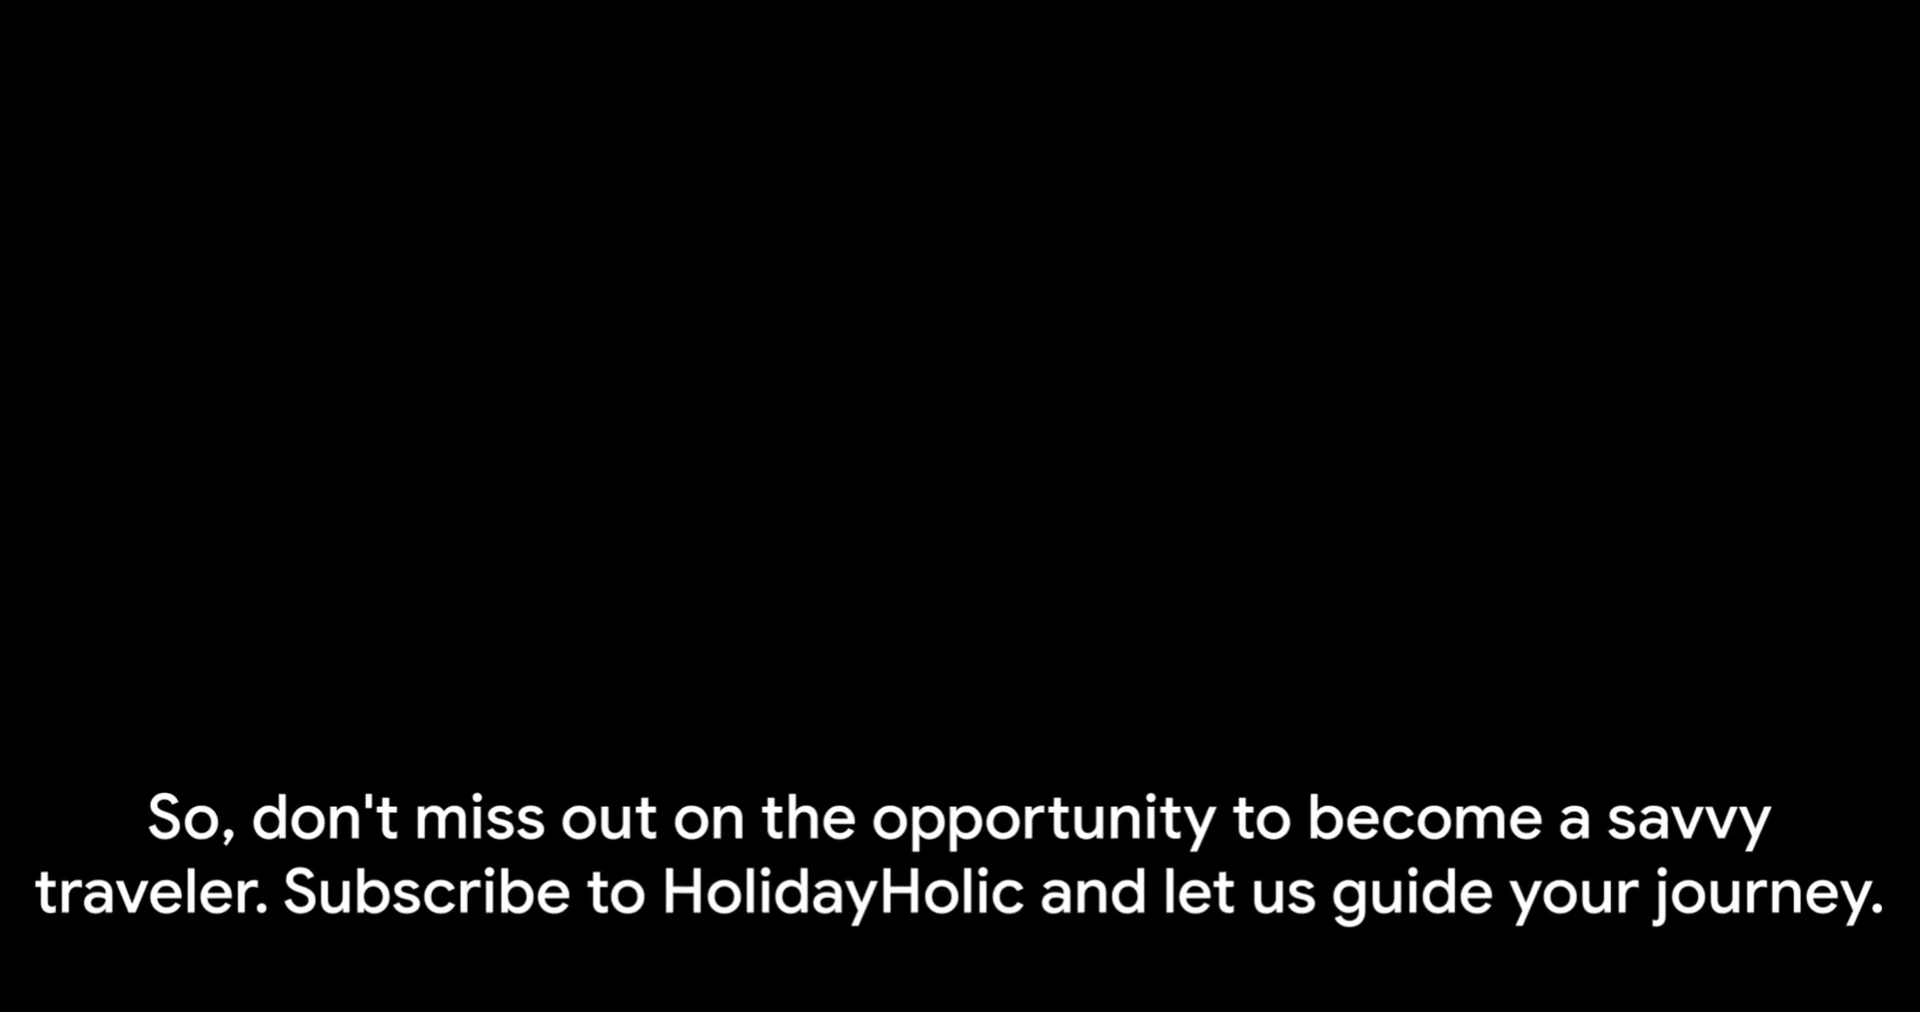 So, don't miss out on the opportunity to become a savvy
traveler. Subscribe to HolidayHolic and let us guide your journey.